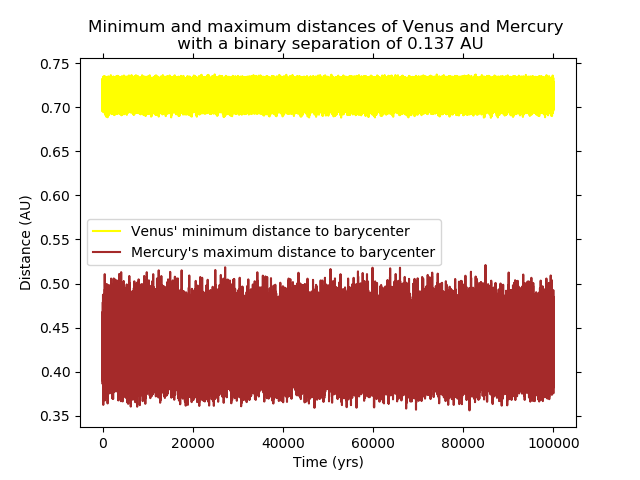 Minimum and maximum distances of Venus and Mercury
with a binary separation of 0.137 AU
0.75
0.70
0.65
0.60
0.55
0.50
0.45
0.40
0.35
Distance (AU)
Venus' minimum distance to barycenter
Mercury's maximum distance to barycenter
0
20000
40000
60000
80000
100000
Time (yrs)